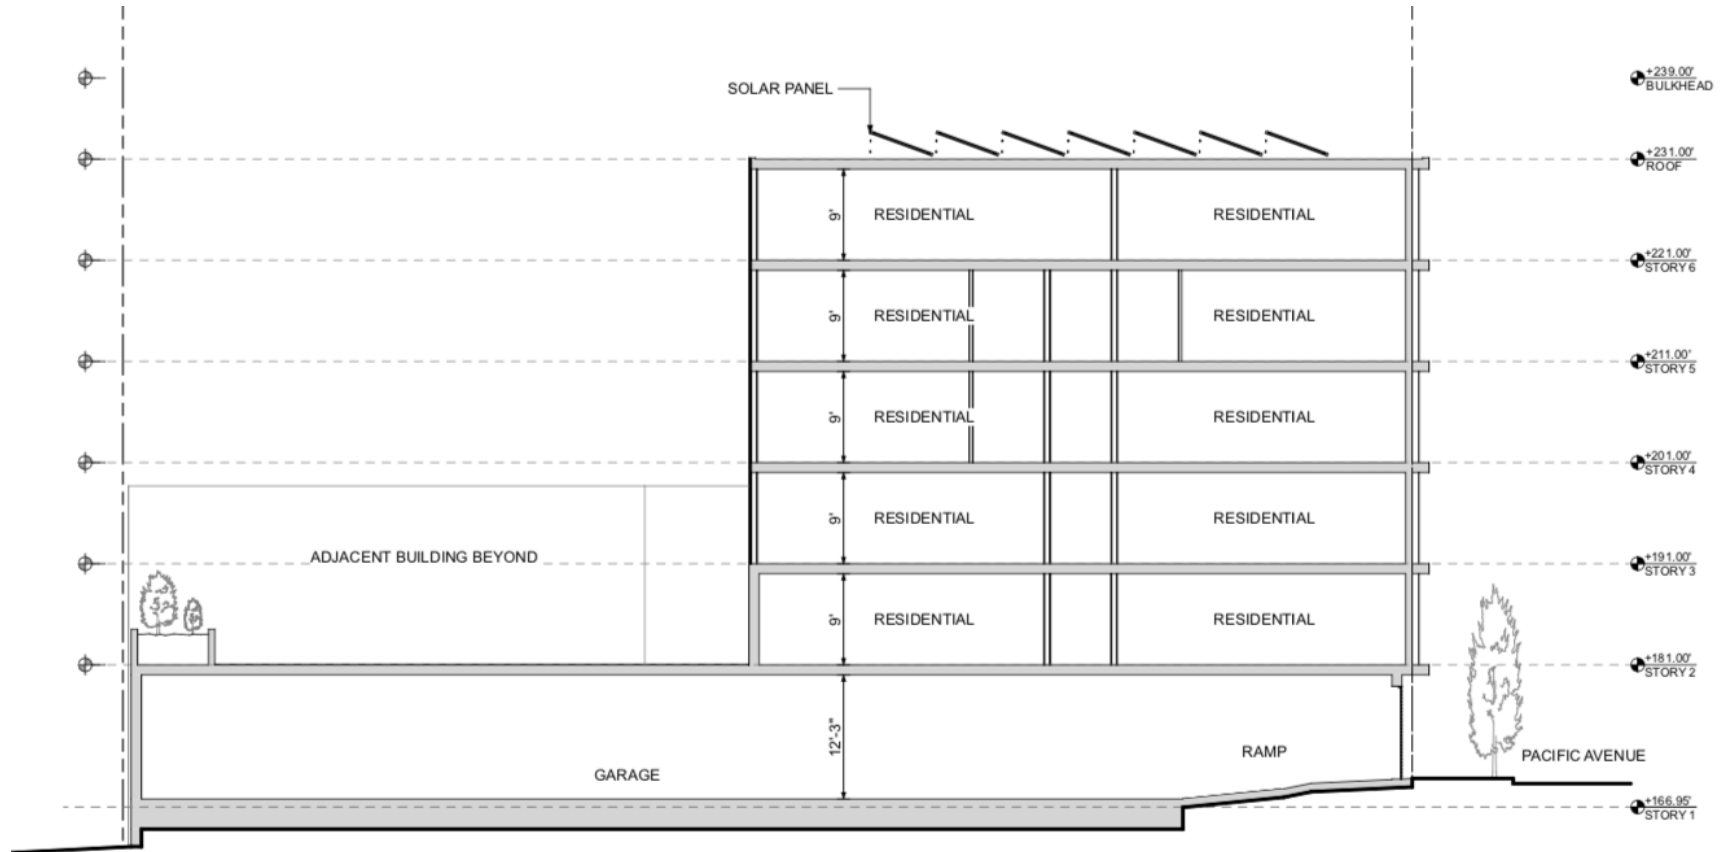 SOLAR PANEL
+239.00'
BULKHEAD
+231.00'
ROOF
9'
RESIDENTIAL
RESIDENTIAL
+221.00'
STORY 6
9'
RESIDENTIAL
RESIDENTIAL
+211.00'
STORY 5
9'
RESIDENTIAL
RESIDENTIAL
+201.00'
STORY 4
9'
RESIDENTIAL
RESIDENTIAL
ADJACENT BUILDING BEYOND
+191.00'
STORY 3
9'
RESIDENTIAL
RESIDENTIAL
+181.00'
STORY 2
12'-3"
RAMP
PACIFIC AVENUE
GARAGE
+166.95'
STORY 1